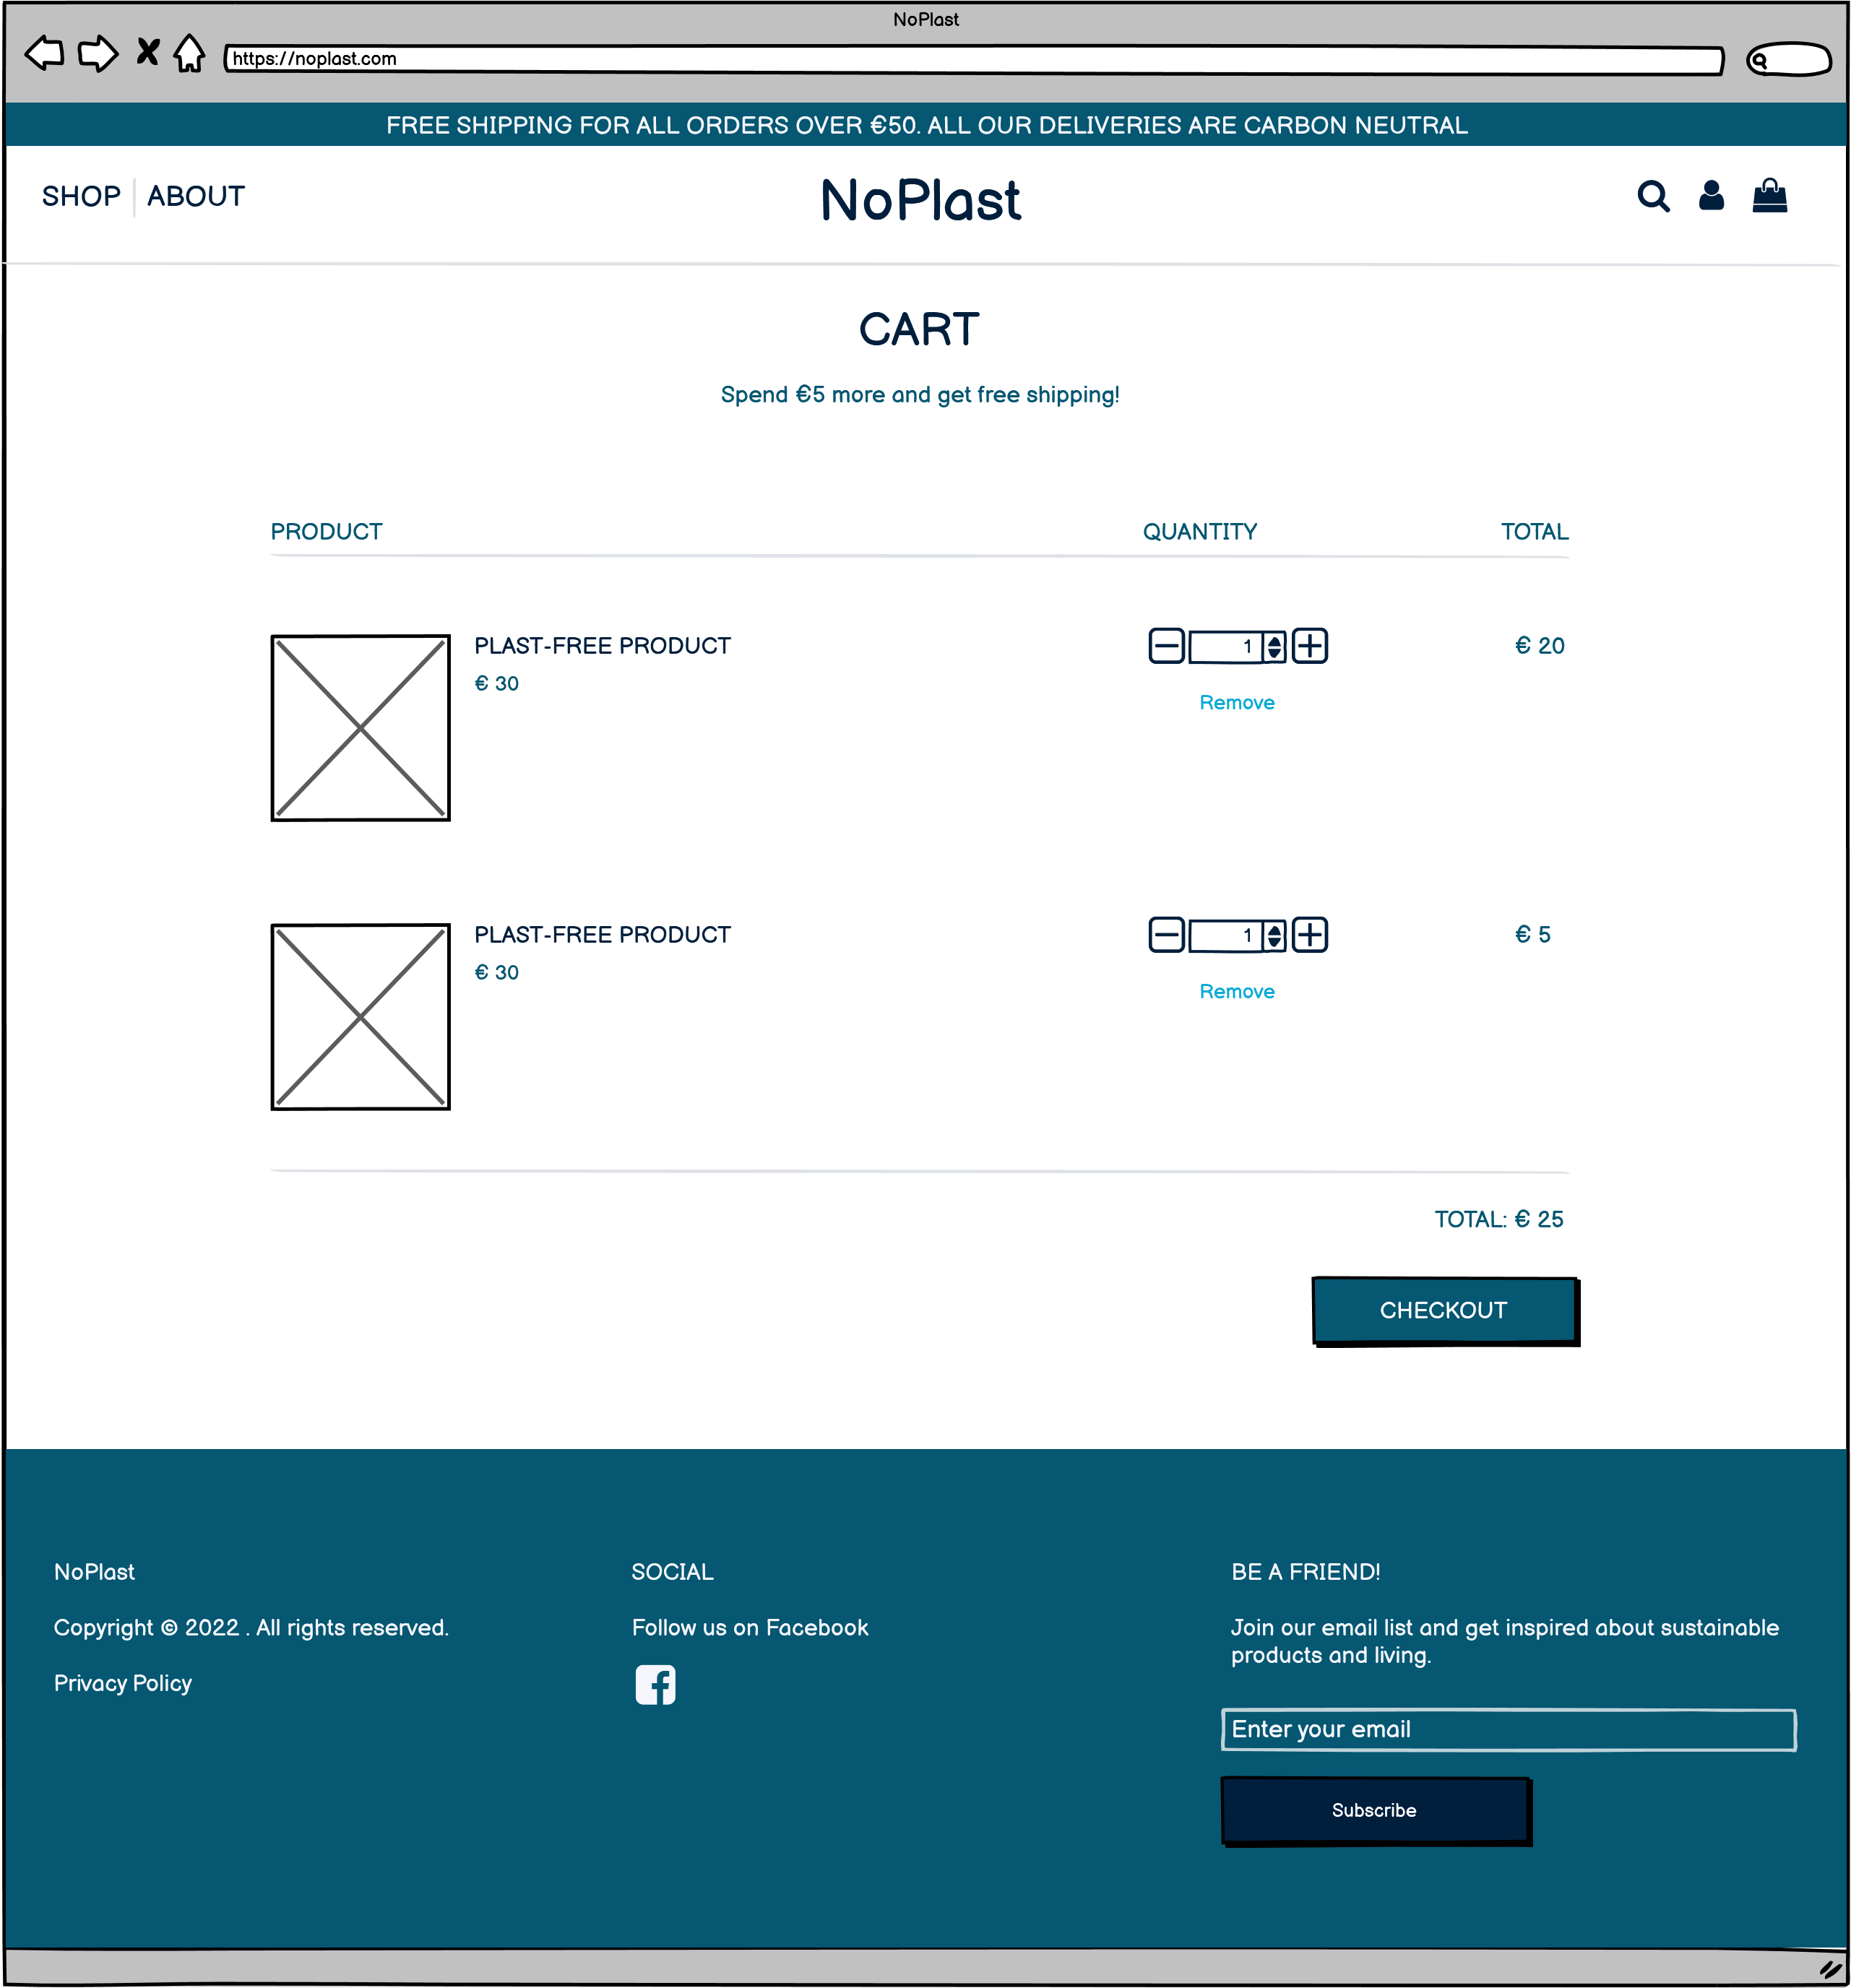 NoPlast
https://noplast.com
FREE SHIPPING FOR ALL ORDERS OVER €50. ALL OUR DELIVERIES ARE CARBON NEUTRAL
SHOP ABOUT
NoPlast
CART
Spend €5 more and get free shipping!
PRODUCT QUANTITY TOTAL
PLAST-FREE PRODUCT 1 € 20
€ 30
Remove
PLAST-FREE PRODUCT 1 € 5
€ 30
Remove
TOTAL: € 25
CHECKOUT
NoPlast
Copyright © 2022 . All rights reserved.
Privacy Policy
SOCIAL
Follow us on Facebook
BE A FRIEND!
Join our email list and get inspired about sustainable
products and living.
Enter your email
Subscribe